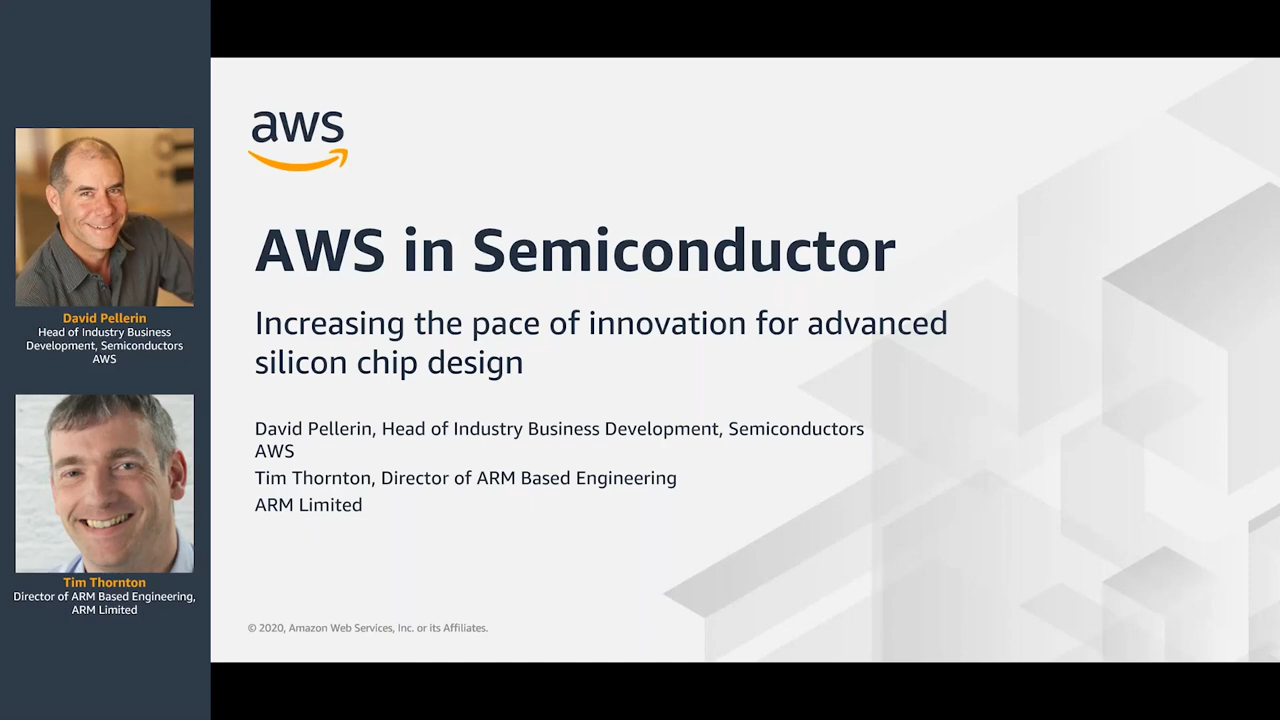 David Pellerin
Head of Industry Business
Development, Semiconductors
AWS
Tim Thornton
Director of ARM Based Engineering,
ARM Limited
aws
AWS in Semiconductor
Increasing the pace of innovation for advanced
silicon chip design
David Pellerin, Head of Industry Business Development, Semiconductors
AWS
Tim Thornton, Director of ARM Based Engineering
ARM Limited
© 2020, Amazon Web Services, Inc. or its Affiliates.